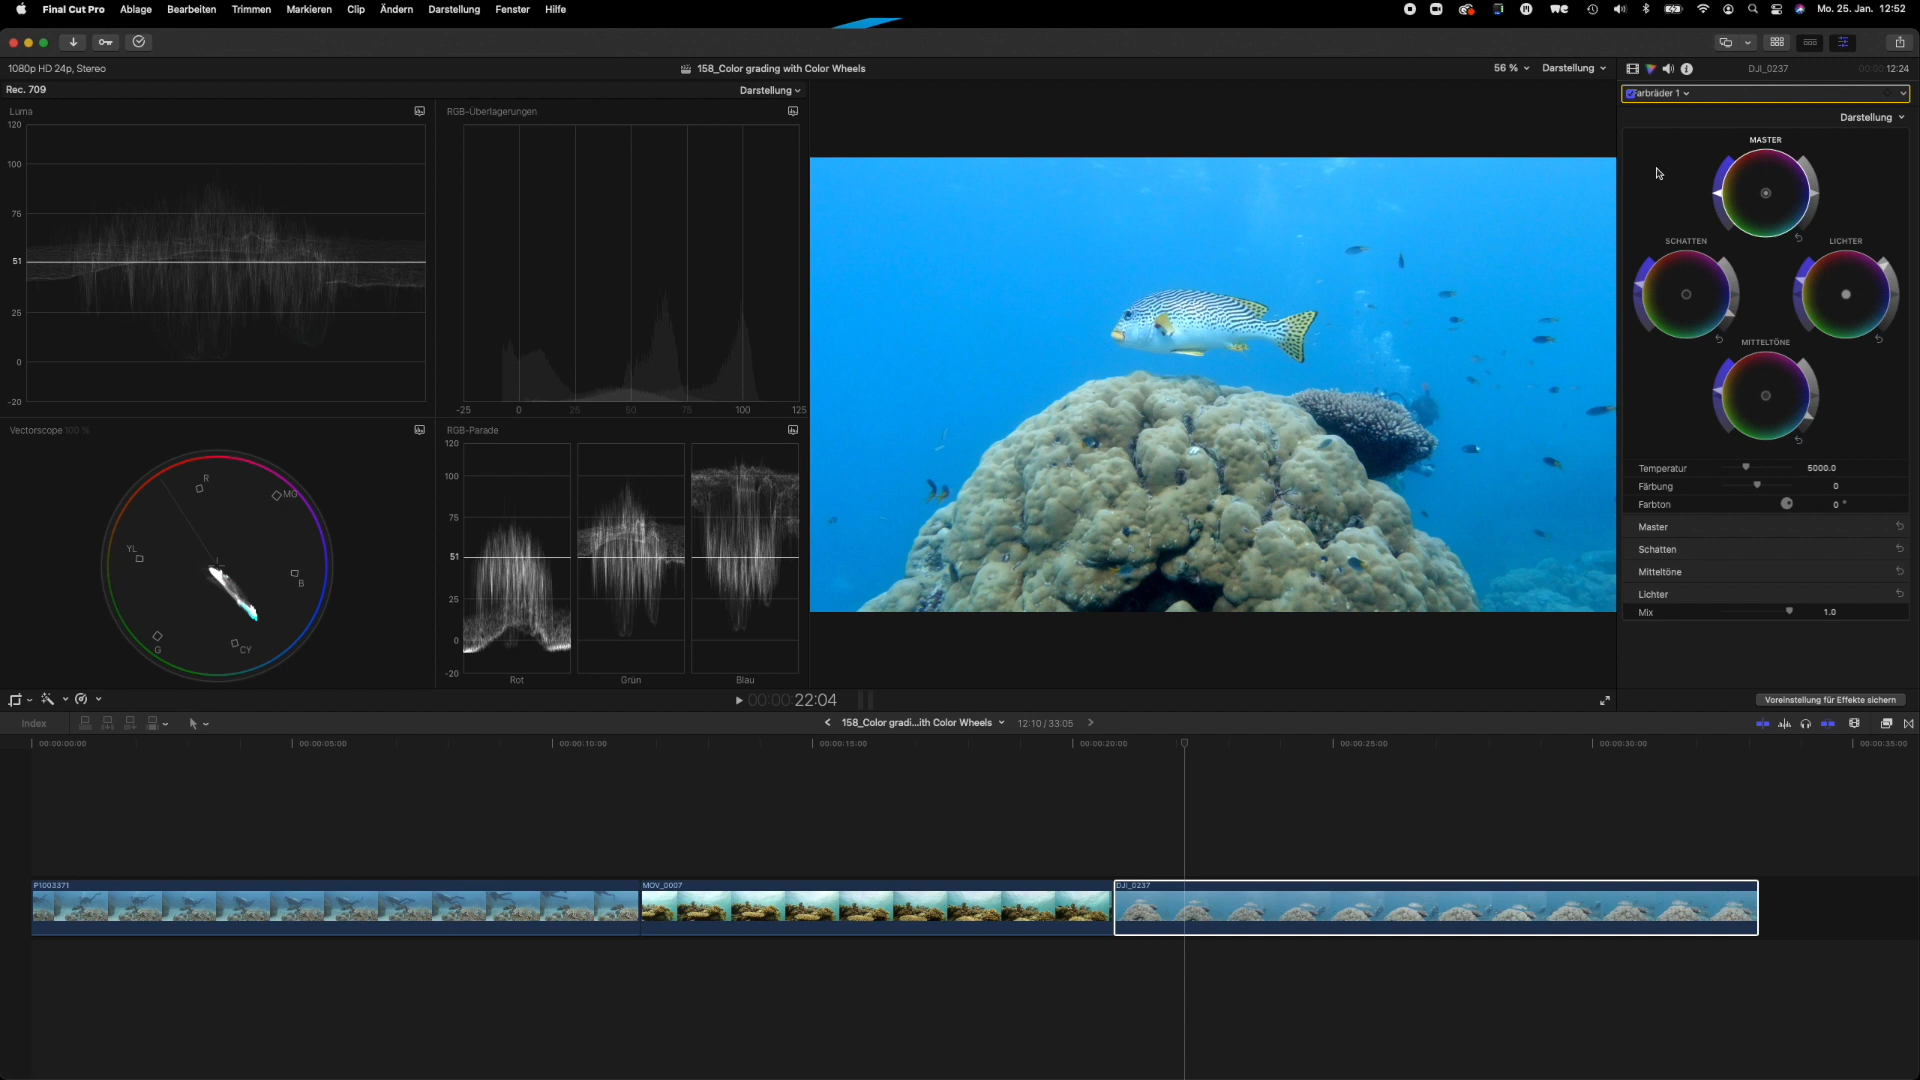 Final Cut Pro Ablage Bearbeiten Trimmen Markieren Clip Ändern Darstellung Fenster Hilfe Mo. 25. Jan. 12:52
1080p HD 24p, Stereo 158_Color grading with Color Wheels 56 % Darstellung DJI_0237 00:00 12:24
Rec. 709 Darstellung
Farbräder 1
Darstellung
Luma
120
100
75
51
25
0
-20
RGB-Überlagerungen
-25 0 25 50 75 100 125
MASTER
SCHATTEN
LICHTER
MITTELTÖNE
Vectorscope 100 %
R
MG
B
CY
G
YL
RGB-Parade
120
100
75
51
25
0
-20
Rot Grün Blau
Temperatur 5000.0
Färbung 0
Farbton 0 °
Master
Schatten
Mitteltöne
Lichter
Mix 1.0
00:00:22:04
Voreinstellung für Effekte sichern
Index 158_Color gradi...ith Color Wheels 12:10 / 33:05
00:00:00:00 00:00:05:00 00:00:10:00 00:00:15:00 00:00:20:00 00:00:25:00 00:00:30:00 00:00:35:00
P1003371 MOV_0007 DJI_0237